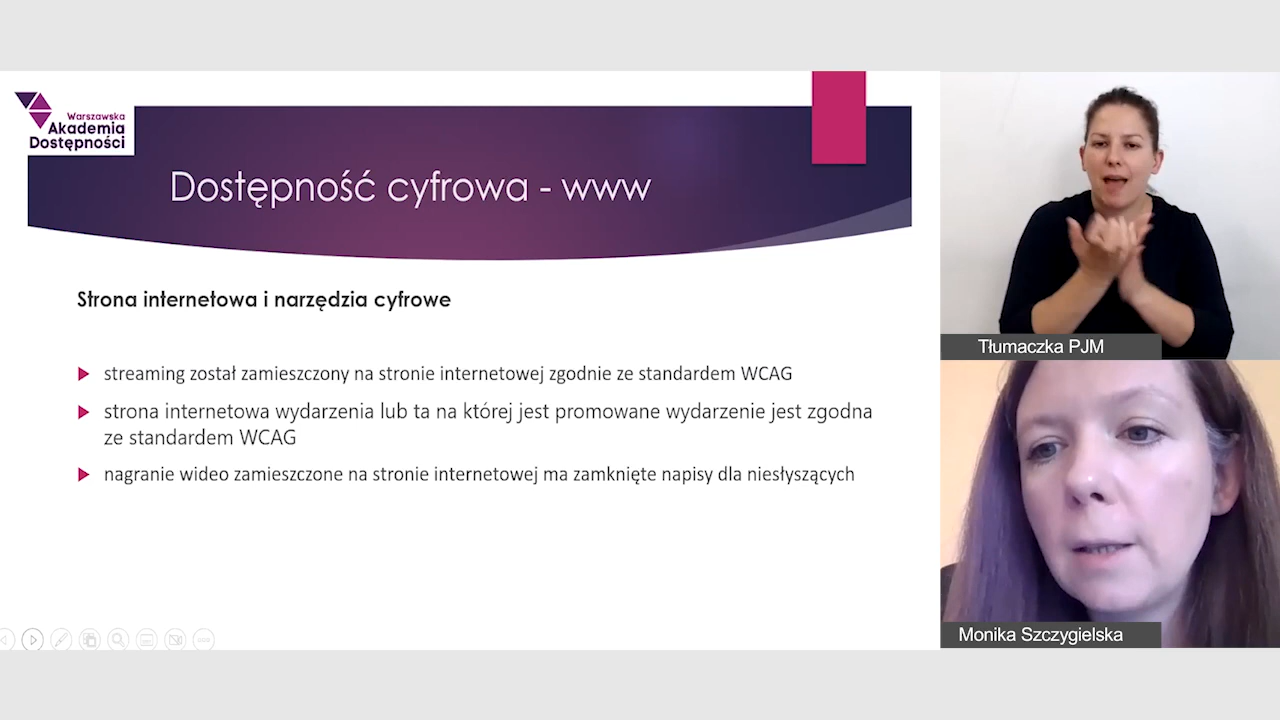 Warszawska
Akademia
Dostępności
Dostępność cyfrowa - www
Strona internetowa i narzędzia cyfrowe
streaming został zamieszczony na stronie internetowej zgodnie ze standardem WCAG
strona internetowa wydarzenia lub ta na której jest promowane wydarzenie jest zgodna
ze standardem WCAG
nagranie wideo zamieszczone na stronie internetowej ma zamknięte napisy dla niesłyszących
Tłumaczka PJM
Monika Szczygielska